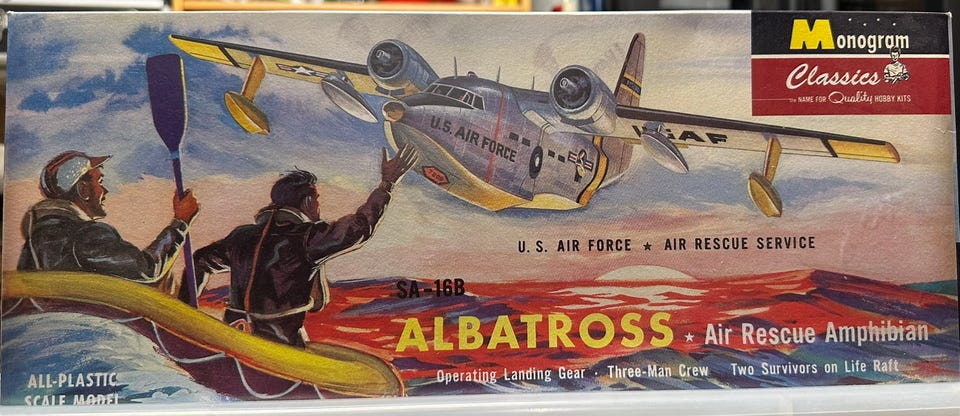 Monogram
Classics
THE NAME FOR Quality HOBBY KITS
U.S. AIR FORCE
USAF
U. S. AIR FORCE ★ AIR RESCUE SERVICE
SA-16B
ALBATROSS ★ Air Rescue Amphibian
Operating Landing Gear · Three-Man Crew Two Survivors on Life Raft
ALL-PLASTIC
SCALE MODEL